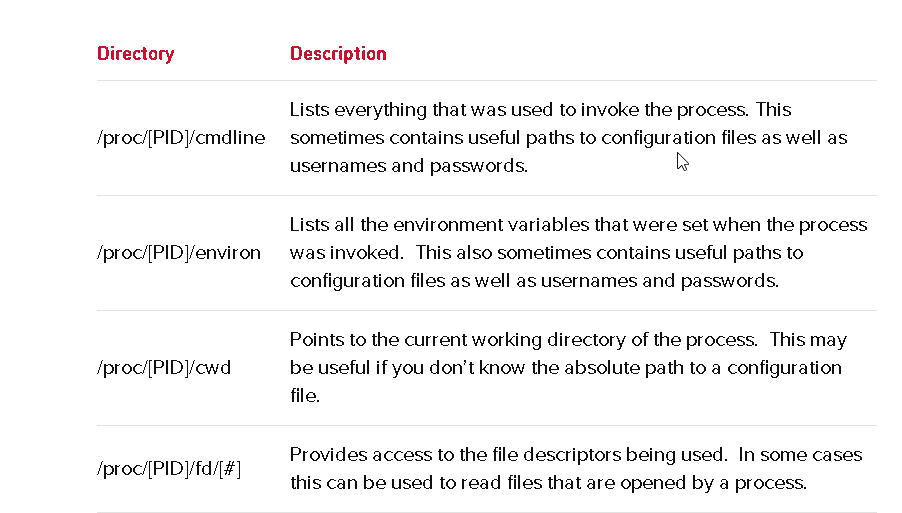 Directory Description
Lists everything that was used to invoke the process. This
/proc/[PID]/cmdline sometimes contains useful paths to configuration files as well as
usernames and passwords.
Lists all the environment variables that were set when the process
/proc/[PID]/environ was invoked.  This also sometimes contains useful paths to
configuration files as well as usernames and passwords.
Points to the current working directory of the process.  This may
/proc/[PID]/cwd be useful if you don’t know the absolute path to a configuration
file.
Provides access to the file descriptors being used.  In some cases
/proc/[PID]/fd/[#] this can be used to read files that are opened by a process.